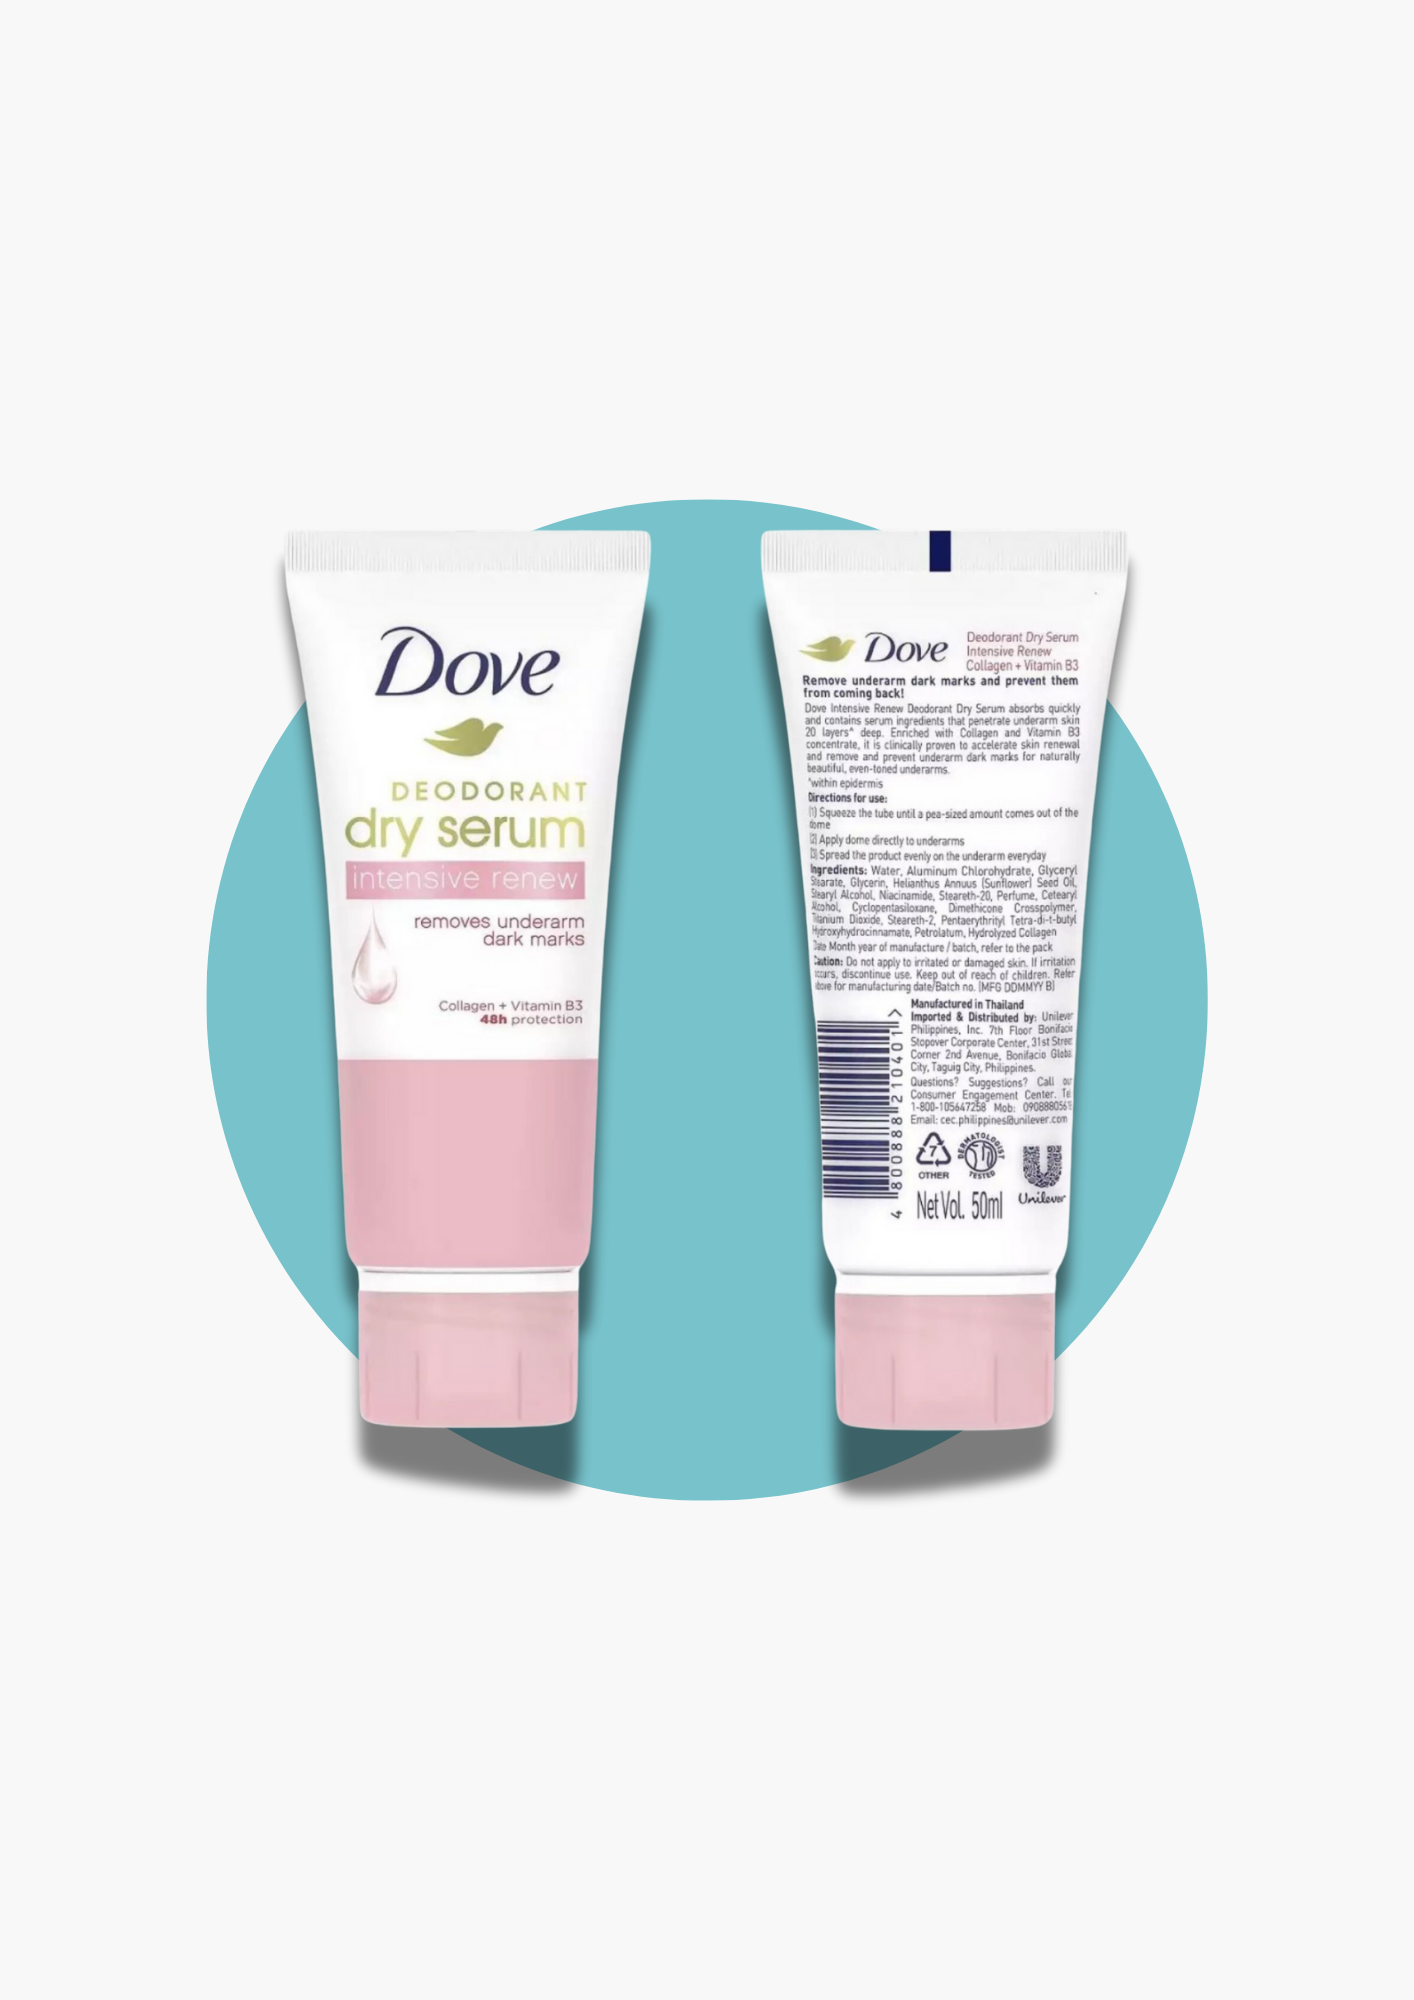 Dove
DEODORANT
dry serum
intensive renew
removes underarm
dark marks
Collagen + Vitamin B3
48h protection
Dove
Deodorant Dry Serum
Intensive Renew
Collagen + Vitamin B3
Remove underarm dark marks and prevent them
from coming back!
Dove Intensive Renew Deodorant Dry Serum absorbs quickly
and contains serum ingredients that penetrate underarm skin
20 layers^ deep. Enriched with Collagen and Vitamin B3
concentrate, it is clinically proven to accelerate skin renewal
and remove and prevent underarm dark marks for naturally
beautiful, even-toned underarms.
^within epidermis
Directions for use:
(1) Squeeze the tube until a pea-sized amount comes out of the
dome
(2) Apply dome directly to underarms
(3) Spread the product evenly on the underarm everyday
Ingredients: Water, Aluminum Chlorohydrate, Glyceryl
Stearate, Glycerin, Helianthus Annuus (Sunflower) Seed Oil,
Stearyl Alcohol, Niacinamide, Steareth-20, Perfume, Cetearyl
Alcohol, Cyclopentasiloxane, Dimethicone Crosspolymer,
Titanium Dioxide, Steareth-2, Pentaerythrityl Tetra-di-t-butyl
Hydroxyhydrocinnamate, Petrolatum, Hydrolyzed Collagen
Date Month year of manufacture / batch, refer to the pack
Caution: Do not apply to irritated or damaged skin. If irritation
occurs, discontinue use. Keep out of reach of children. Refer
above for manufacturing date/Batch no. (MFG DDMMYY B)
Manufactured in Thailand
Imported & Distributed by: Unilever
Philippines, Inc. 7th Floor Bonifacio
Stopover Corporate Center, 31st Street
Corner 2nd Avenue, Bonifacio Global
City, Taguig City, Philippines.
Questions? Suggestions? Call our
Consumer Engagement Center. Tel
1-800-105647258 Mob:
Email: cec.philippines@unilever.com
4 800888 210401 >
7
OTHER
DERMATOLOGIST
TESTED
Unilever
Net Vol. 50ml